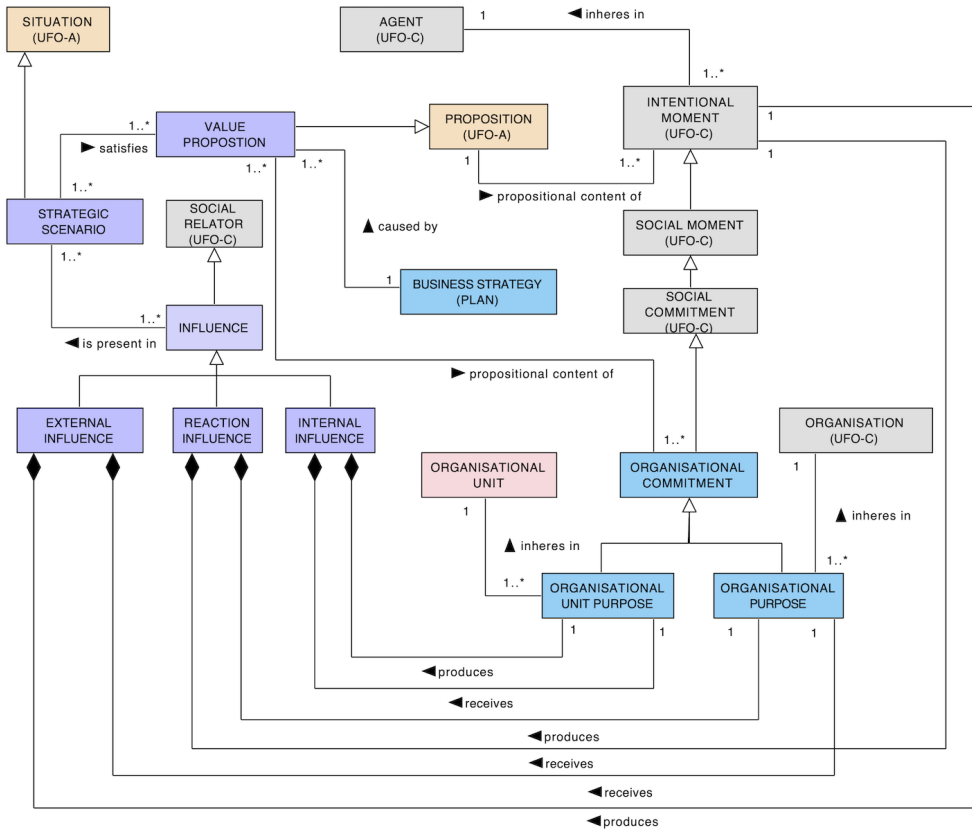 SITUATION
(UFO-A)
AGENT
(UFO-C)
1
inheres in
1..*
INTENTIONAL
MOMENT
(UFO-C)
1
1
VALUE
PROPOSTION
1..*
satisfies
1..*
1..*
1..*
PROPOSITION
(UFO-A)
1
1..*
propositional content of
STRATEGIC
SCENARIO
1..*
SOCIAL
RELATOR
(UFO-C)
caused by
SOCIAL MOMENT
(UFO-C)
1
BUSINESS STRATEGY
(PLAN)
SOCIAL
COMMITMENT
(UFO-C)
1..*
INFLUENCE
is present in
propositional content of
EXTERNAL
INFLUENCE
REACTION
INFLUENCE
INTERNAL
INFLUENCE
1..*
ORGANISATION
(UFO-C)
1
ORGANISATIONAL
UNIT
1
ORGANISATIONAL
COMMITMENT
inheres in
inheres in
1..*
1..*
ORGANISATIONAL
UNIT PURPOSE
ORGANISATIONAL
PURPOSE
1
1
1
1
produces
receives
produces
receives
receives
produces